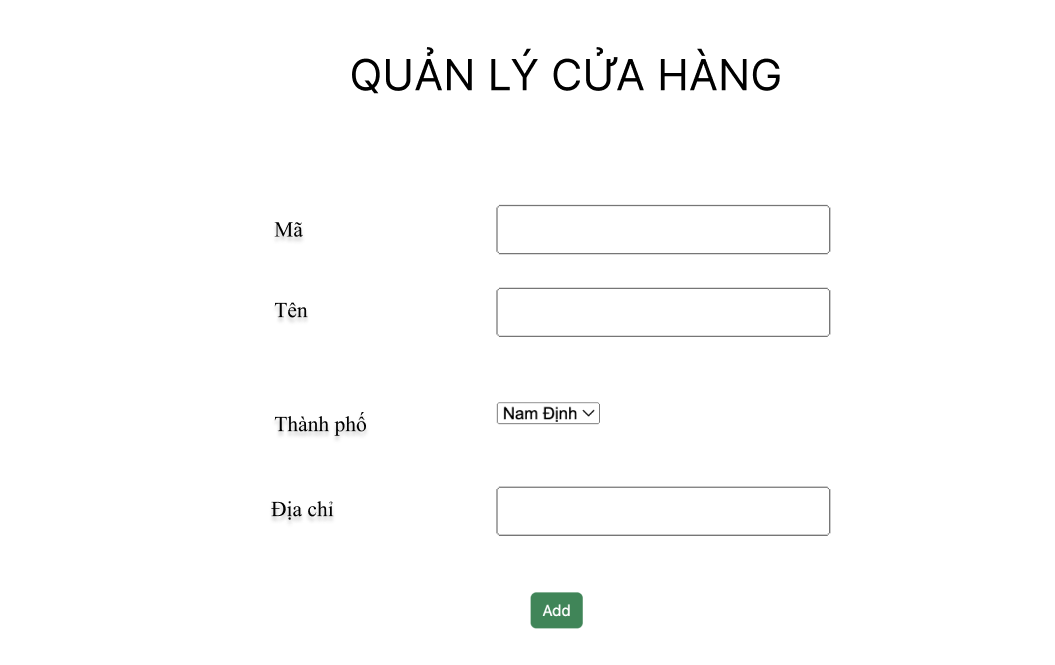 QUẢN LÝ CỬA HÀNG
Mã
Tên
Thành phố
Nam Định
Địa chỉ
Add